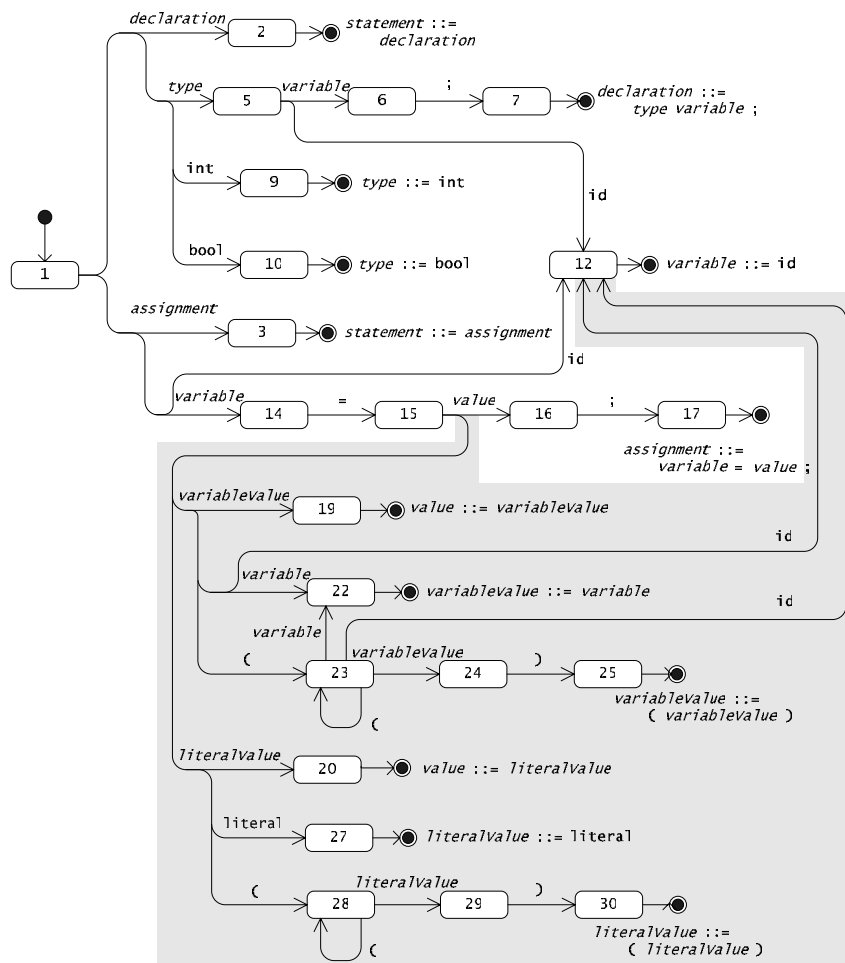 declaration
2
statement ::=
declaration
type
5
variable
6
;
7
declaration ::=
type variable ;
int
9
type ::= int
id
bool
10
type ::= bool
1
12
variable ::= id
assignment
3
statement ::= assignment
id
variable
14
=
15
value
16
;
17
assignment ::=
variable = value ;
variableValue
19
value ::= variableValue
id
variable
22
variableValue ::= variable
id
variable
(
23
variableValue
24
)
25
variableValue ::=
( variableValue )
(
literalValue
20
value ::= literalValue
literal
27
literalValue ::= literal
(
28
literalValue
29
)
30
literalValue ::=
( literalValue )
(